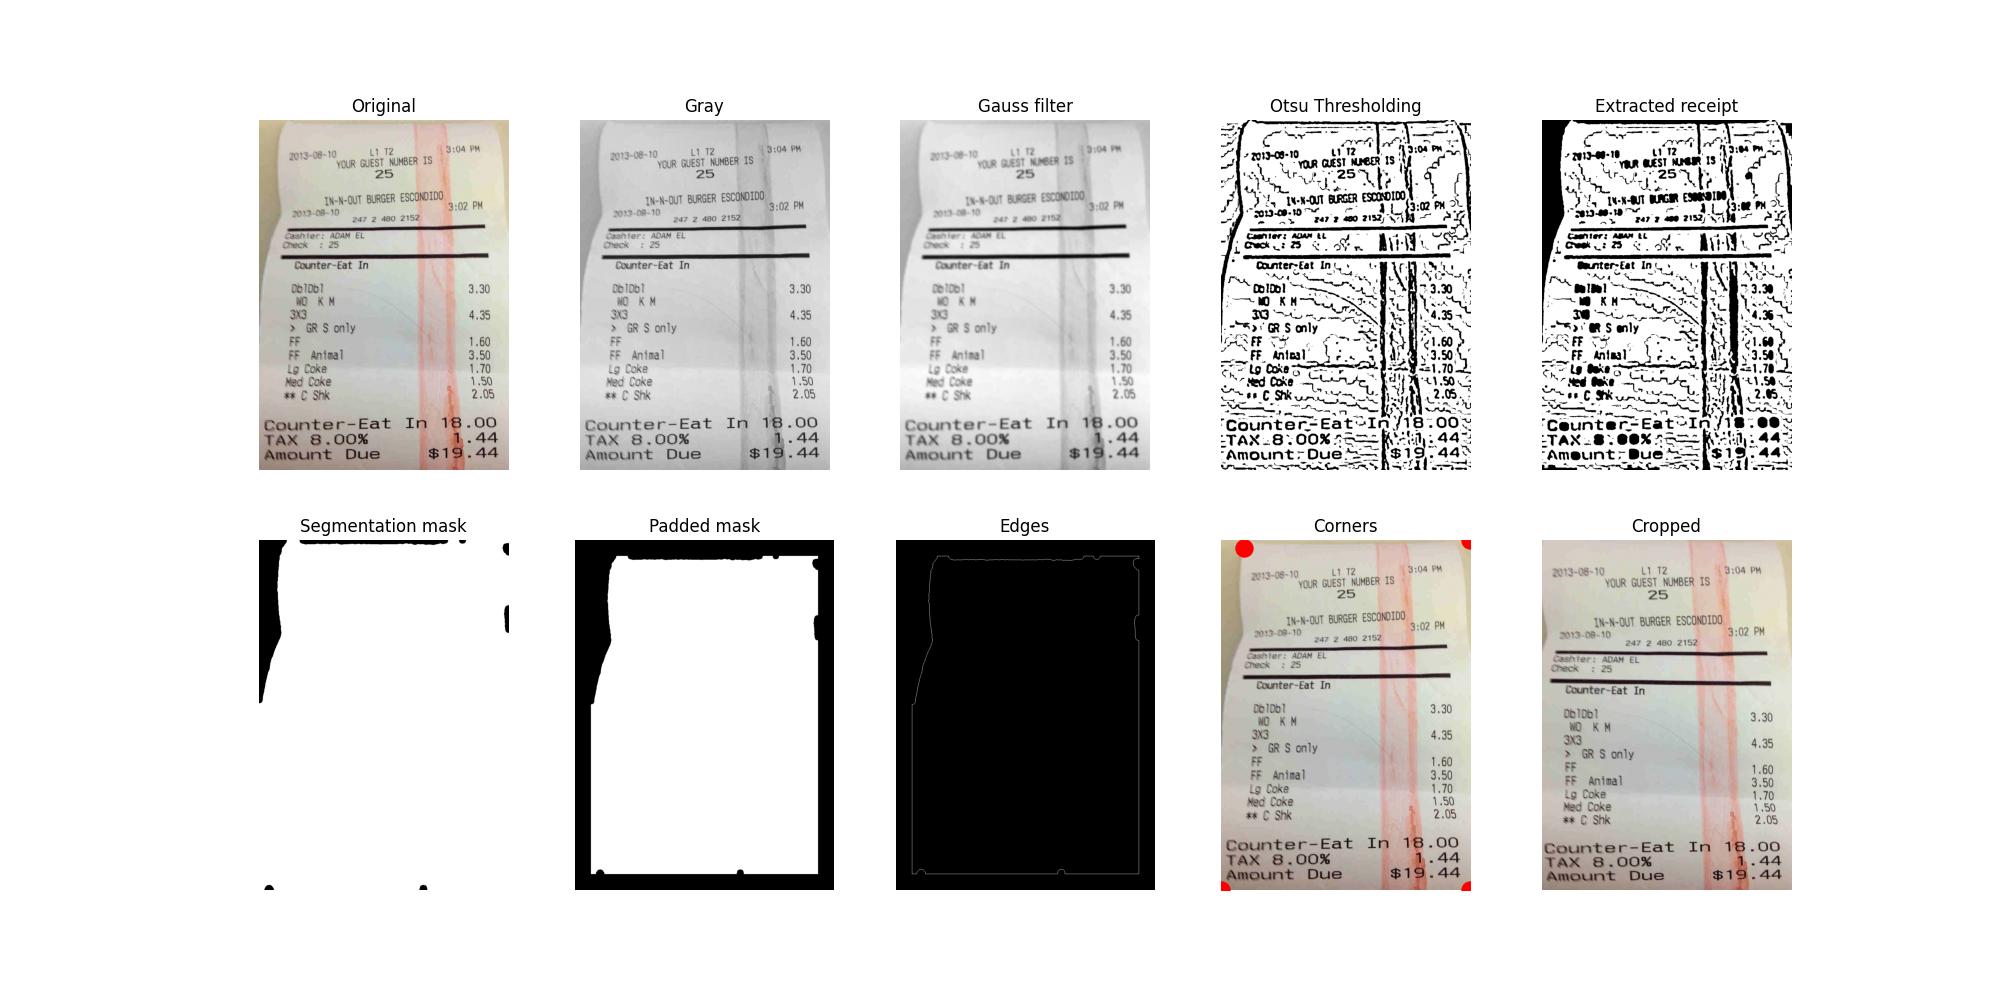 Original
2013-08-10 L1 T2 3:04 PM
YOUR GUEST NUMBER IS
25
IN-N-OUT BURGER ESCONDIDO
2013-08-10 247 2 480 2152 3:02 PM
Cashier: ADAM EL
Check : 25
Counter-Eat In
DblDbl 3.30
WO K M
3X3 4.35
> GR S only
FF 1.60
FF Animal 3.50
Lg Coke 1.70
Med Coke 1.50
** C Shk 2.05
Counter-Eat In 18.00
TAX 8.00% 1.44
Amount Due $19.44
Gray
2013-08-10 L1 T2 3:04 PM
YOUR GUEST NUMBER IS
25
IN-N-OUT BURGER ESCONDIDO
2013-08-10 247 2 480 2152 3:02 PM
Cashier: ADAM EL
Check : 25
Counter-Eat In
DblDbl 3.30
WO K M
3X3 4.35
> GR S only
FF 1.60
FF Animal 3.50
Lg Coke 1.70
Med Coke 1.50
** C Shk 2.05
Counter-Eat In 18.00
TAX 8.00% 1.44
Amount Due $19.44
Gauss filter
2013-08-10 L1 T2 3:04 PM
YOUR GUEST NUMBER IS
25
IN-N-OUT BURGER ESCONDIDO
2013-08-10 247 2 480 2152 3:02 PM
Cashier: ADAM EL
Check : 25
Counter-Eat In
DblDbl 3.30
WO K M
3X3 4.35
> GR S only
FF 1.60
FF Animal 3.50
Lg Coke 1.70
Med Coke 1.50
** C Shk 2.05
Counter-Eat In 18.00
TAX 8.00% 1.44
Amount Due $19.44
Otsu Thresholding
2013-08-10 L1 T2 3:04 PM
YOUR GUEST NUMBER IS
25
IN-N-OUT BURGER ESCONDIDO
2013-08-10 247 2 480 2152 3:02 PM
Cashier: ADAM EL
Check : 25
Counter-Eat In
DblDbl 3.30
WO K M
3X3 4.35
> GR S only
FF 1.60
FF Animal 3.50
Lg Coke 1.70
Med Coke 1.50
** C Shk 2.05
Counter-Eat In 18.00
TAX 8.00% 1.44
Amount Due $19.44
Extracted receipt
L1 T2 3:04 PM
YOUR GUEST NUMBER IS
25
IN-N-OUT BURGER
247 2 480 2152 3:02 PM
Cashier: ADAM EL
Check : 25
Counter-Eat In
3.30
WO K M
4.35
> GR S only
FF 1.60
FF Animal 3.50
Lg 1.70
Med 1.50
** C Shk 2.05
Counter-Eat In 18.00
TAX 8.00% 1.44
Amount Due $19.44
Segmentation mask
Padded mask
Edges
Corners
2013-08-10 L1 T2 3:04 PM
YOUR GUEST NUMBER IS
25
IN-N-OUT BURGER ESCONDIDO
2013-08-10 247 2 480 2152 3:02 PM
Cashier: ADAM EL
Check : 25
Counter-Eat In
DblDbl 3.30
WO K M
3X3 4.35
> GR S only
FF 1.60
FF Animal 3.50
Lg Coke 1.70
Med Coke 1.50
** C Shk 2.05
Counter-Eat In 18.00
TAX 8.00% 1.44
Amount Due $19.44
Cropped
2013-08-10 L1 T2 3:04 PM
YOUR GUEST NUMBER IS
25
IN-N-OUT BURGER ESCONDIDO
2013-08-10 247 2 480 2152 3:02 PM
Cashier: ADAM EL
Check : 25
Counter-Eat In
DblDbl 3.30
WO K M
3X3 4.35
> GR S only
FF 1.60
FF Animal 3.50
Lg Coke 1.70
Med Coke 1.50
** C Shk 2.05
Counter-Eat In 18.00
TAX 8.00% 1.44
Amount Due $19.44